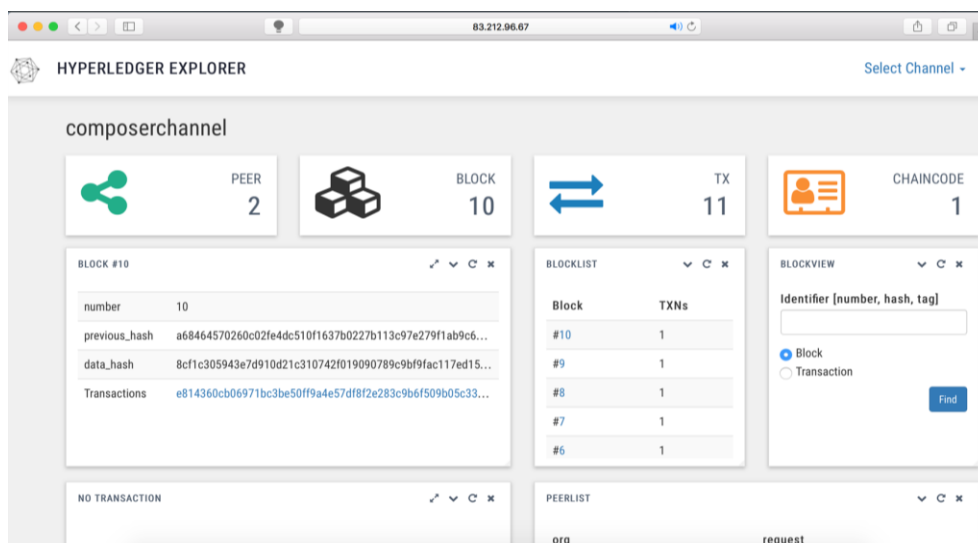 83.212.96.67
HYPERLEDGER EXPLORER
Select Channel
composerchannel
PEER
2
BLOCK
10
TX
11
CHAINCODE
1
BLOCK #10
number 10
previous_hash a68464570260c02fe4dc510f1637b0227b113c97e279f1ab9c6...
data_hash 8cf1c305943e7d910d21c310742f019090789c9bf9fac117ed15...
Transactions e814360cb06971bc3be50ff9a4e57df8f2e283c9b6f509b05c33...
BLOCKLIST
Block TXNs
#10 1
#9 1
#8 1
#7 1
#6 1
BLOCKVIEW
Identifier [number, hash, tag]
Block
Transaction
Find
NO TRANSACTION
PEERLIST
org request